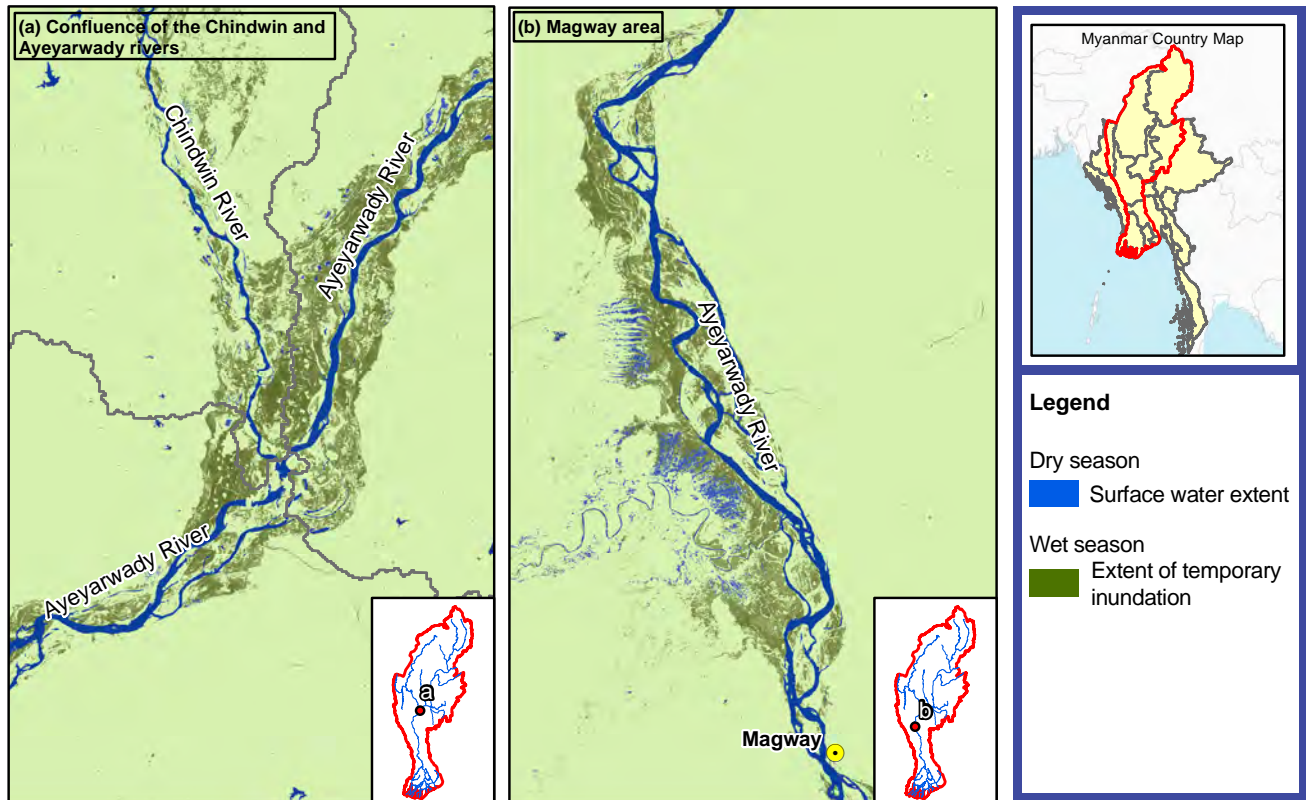 (a) Confluence of the Chindwin and
Ayeyarwady rivers
Chindwin River
Ayeyarwady River
Ayeyarwady River
a
(b) Magway area
Ayeyarwady River
Magway
b
Myanmar Country Map
Legend
Dry season
Surface water extent
Wet season
Extent of temporary
inundation